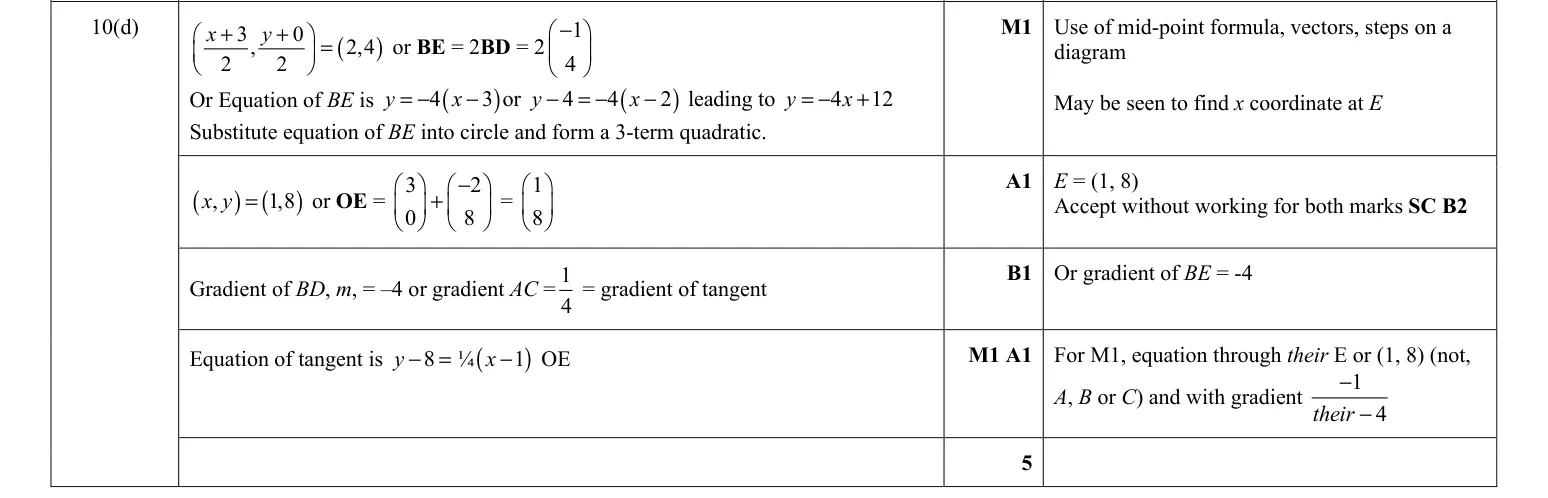 10(d)
((x + 3)/2, (y + 0)/2) = (2,4) or BE = 2BD = 2(−1 4)
M1
Use of mid-point formula, vectors, steps on a
diagram
Or Equation of BE is y = −4(x − 3)or y − 4 = −4(x − 2) leading to y = −4x + 12
May be seen to find x coordinate at E
Substitute equation of BE into circle and form a 3-term quadratic.
(x, y) = (1,8) or OE = (3 0) + (−2 8) = (1 8)
A1
E = (1, 8)
Accept without working for both marks SC B2
Gradient of BD, m, = –4 or gradient AC = 1/4 = gradient of tangent
B1
Or gradient of BE = -4
Equation of tangent is y − 8 = ¼(x − 1) OE
M1 A1
For M1, equation through their E or (1, 8) (not,
A, B or C) and with gradient −1/(their − 4)
5